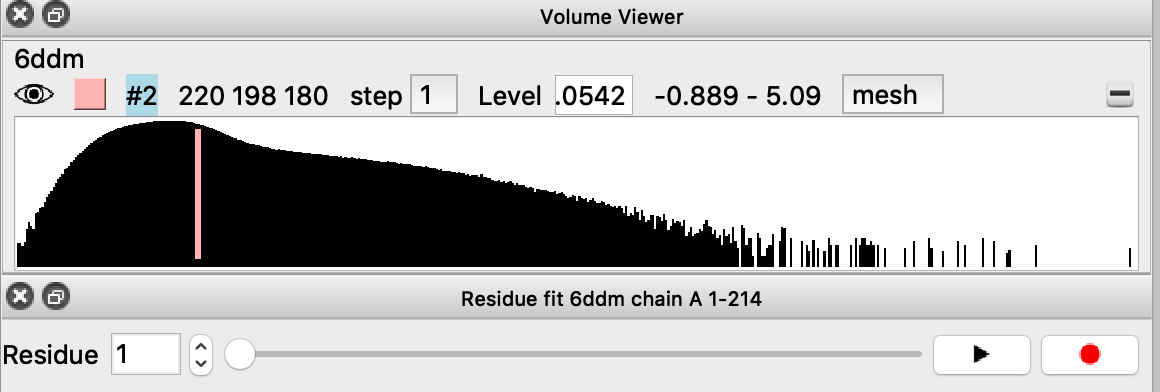 Volume Viewer
6ddm
#2 220 198 180 step 1 Level .0542 -0.889 - 5.09 mesh
Residue fit 6ddm chain A 1-214
Residue 1